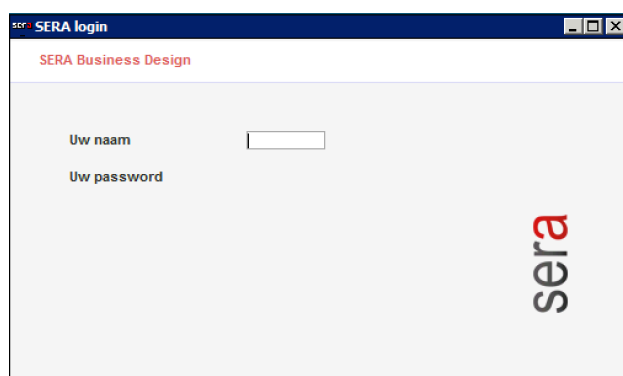 sera SERA login
SERA Business Design
Uw naam
Uw password
sera